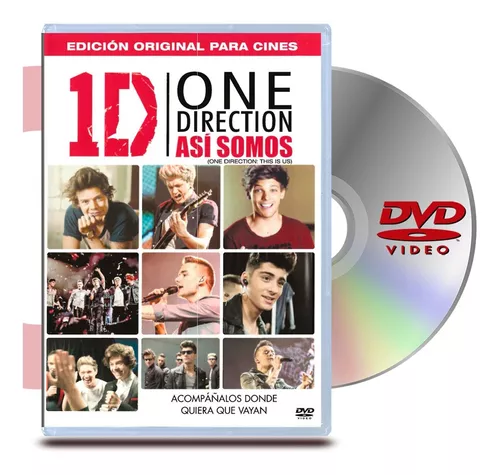 EDICIÓN ORIGINAL PARA CINES
1D
ONE
DIRECTION
ASÍ SOMOS
(ONE DIRECTION: THIS IS US)
ACOMPÁÑALOS DONDE
QUIERA QUE VAYAN
DVD
VIDEO
DVD
VIDEO